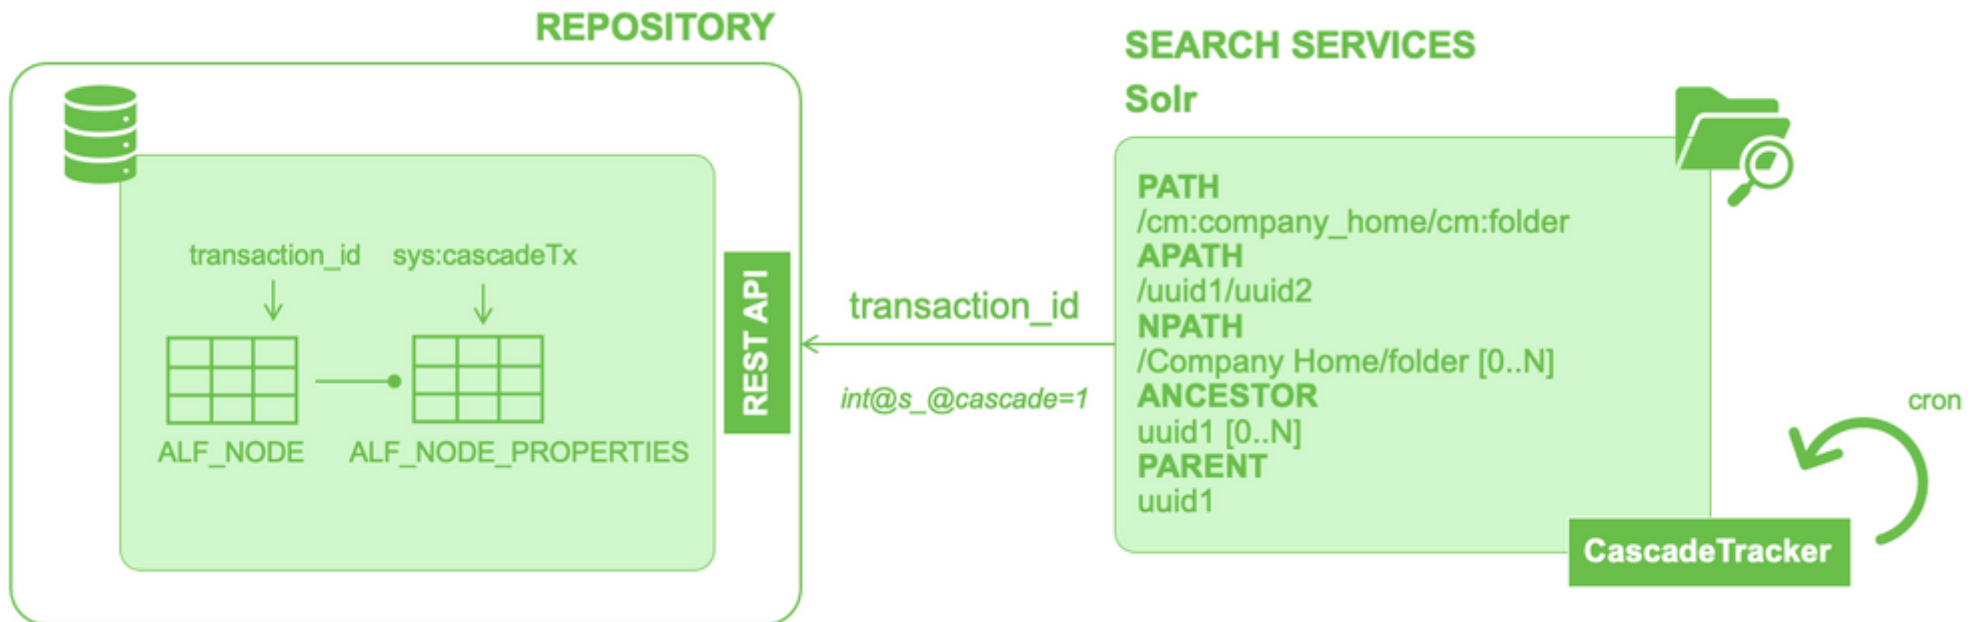 REPOSITORY
transaction_id
sys:cascadeTx
ALF_NODE
ALF_NODE_PROPERTIES
REST API
transaction_id
int@s_@cascade=1
SEARCH SERVICES
Solr
PATH
/cm:company_home/cm:folder
APATH
/uuid1/uuid2
NPATH
/Company Home/folder [0..N]
ANCESTOR
uuid1 [0..N]
PARENT
uuid1
CascadeTracker
cron